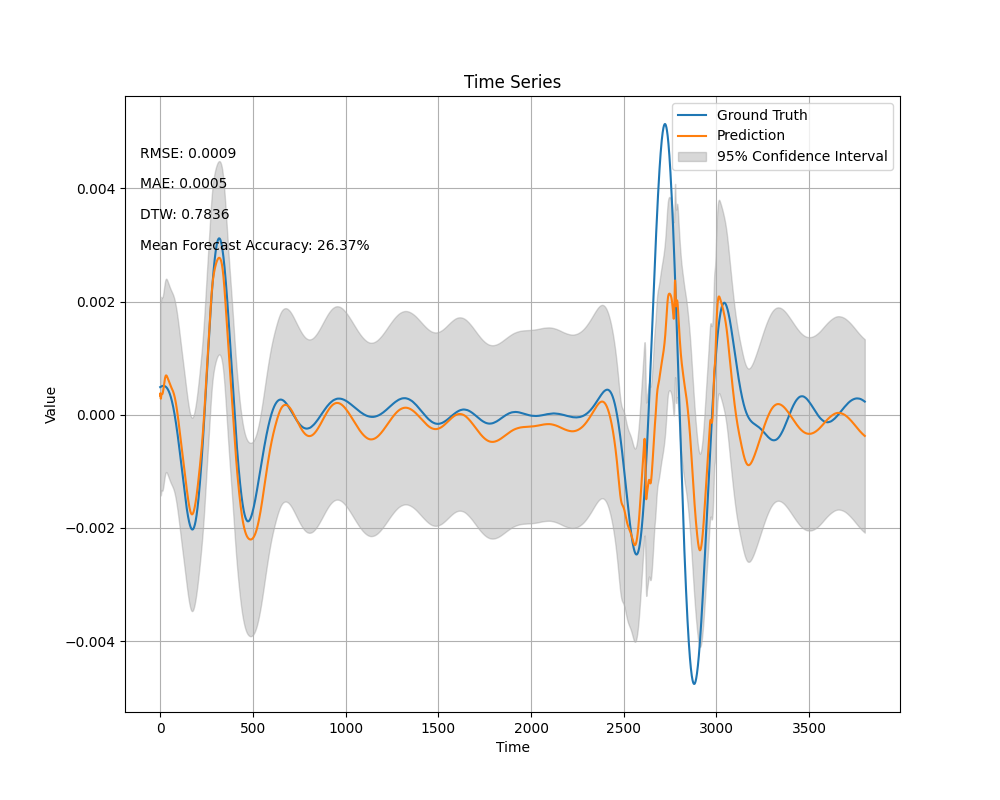 Time Series
Ground Truth
Prediction
95% Confidence Interval
RMSE: 0.0009
MAE: 0.0005
DTW: 0.7836
Mean Forecast Accuracy: 26.37%
Value
0.004
0.002
0.000
−0.002
−0.004
0 500 1000 1500 2000 2500 3000 3500
Time